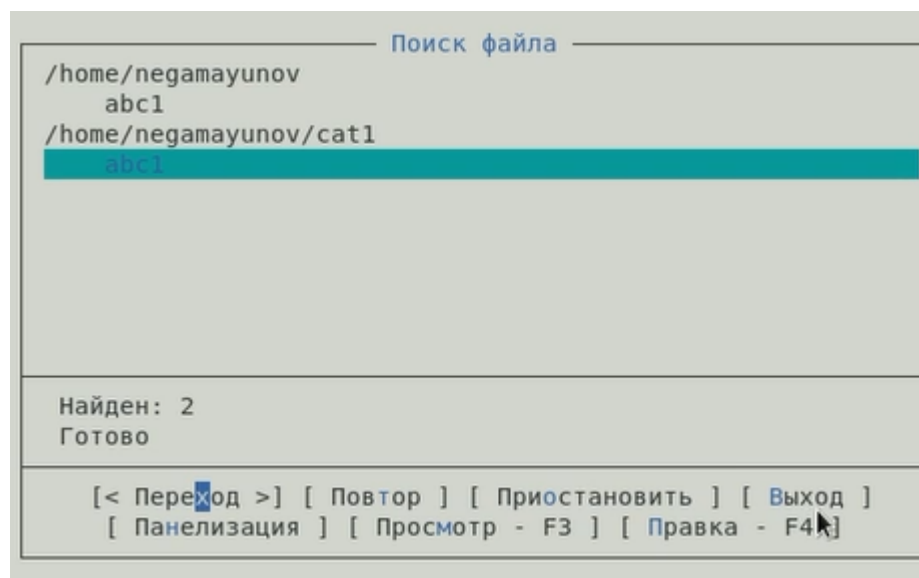 Поиск файла
/home/negamayunov
abc1
/home/negamayunov/cat1
abc1
Найден: 2
Готово
[< Переход >] [ Повтор ] [ Приостановить ] [ Выход ]
[ Панелизация ] [ Просмотр - F3 ] [ Правка - F4 ]